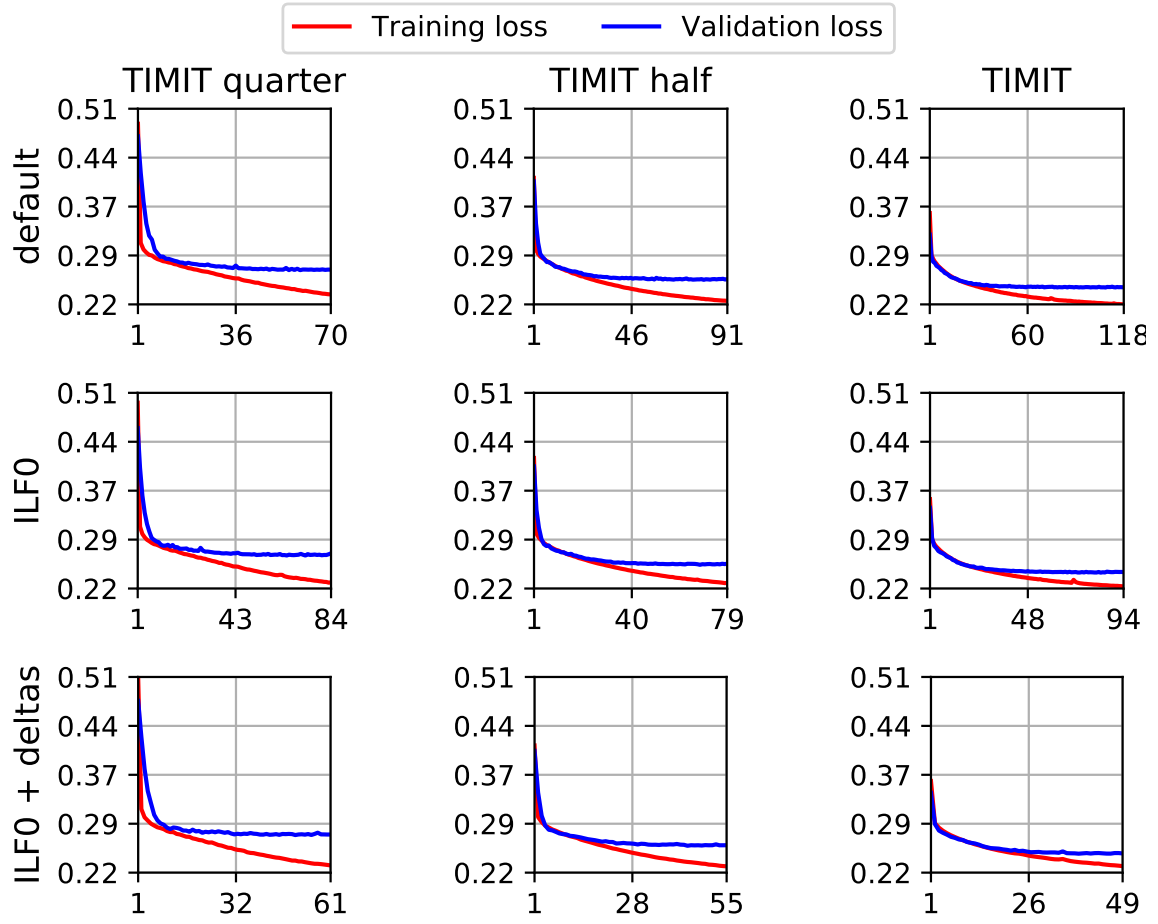 Training loss Validation loss
TIMIT quarter TIMIT half TIMIT
default
0.51 0.51 0.51
0.44 0.44 0.44
0.37 0.37 0.37
0.29 0.29 0.29
0.22 0.22 0.22
1 36 70 1 46 91 1 60 118
ILF0
0.51 0.51 0.51
0.44 0.44 0.44
0.37 0.37 0.37
0.29 0.29 0.29
0.22 0.22 0.22
1 43 84 1 40 79 1 48 94
ILF0 + deltas
0.51 0.51 0.51
0.44 0.44 0.44
0.37 0.37 0.37
0.29 0.29 0.29
0.22 0.22 0.22
1 32 61 1 28 55 1 26 49